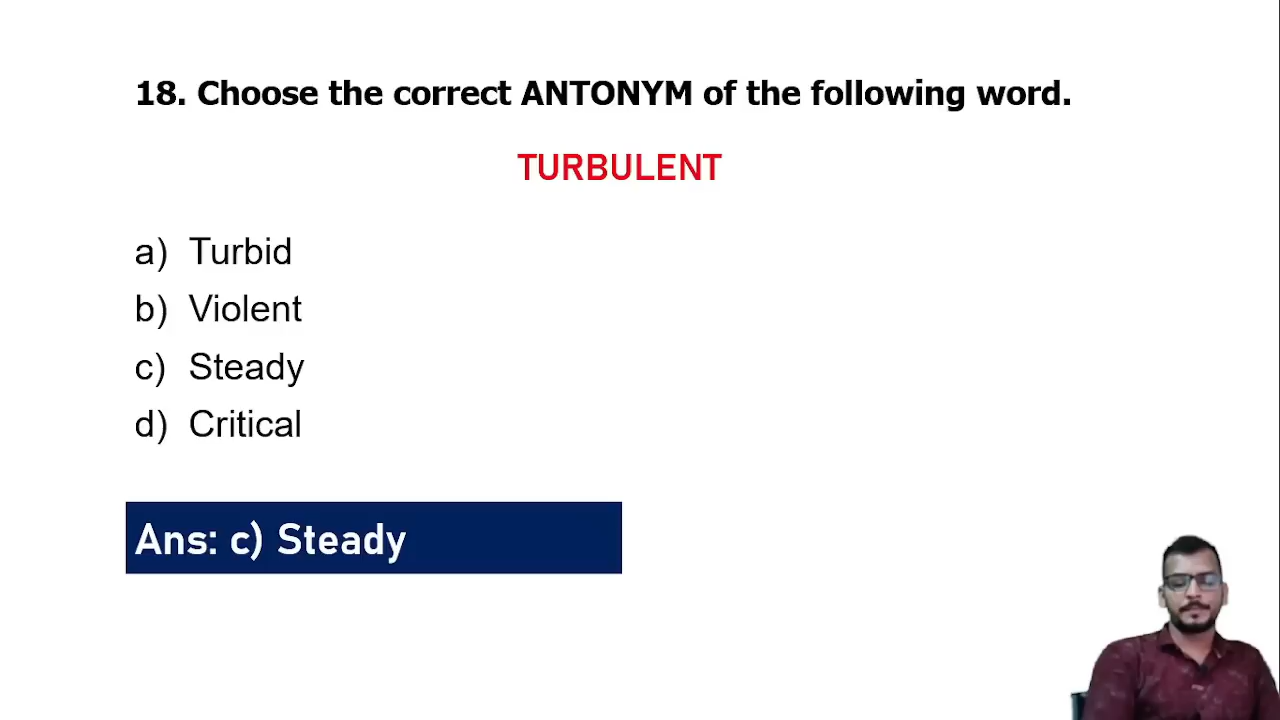 18. Choose the correct ANTONYM of the following word.
TURBULENT
a) Turbid
b) Violent
c) Steady
d) Critical
Ans: c) Steady